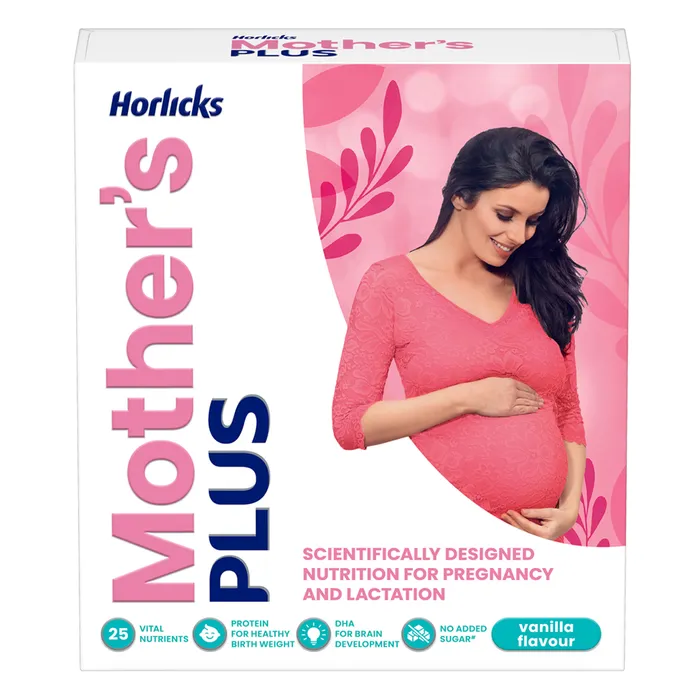 Horlicks
Mother's
PLUS
Horlicks
Mother's
PLUS
SCIENTIFICALLY DESIGNED
NUTRITION FOR PREGNANCY
AND LACTATION
25
VITAL
NUTRIENTS
PROTEIN
FOR HEALTHY
BIRTH WEIGHT
DHA
FOR BRAIN
DEVELOPMENT
NO ADDED
SUGAR#
vanilla
flavour